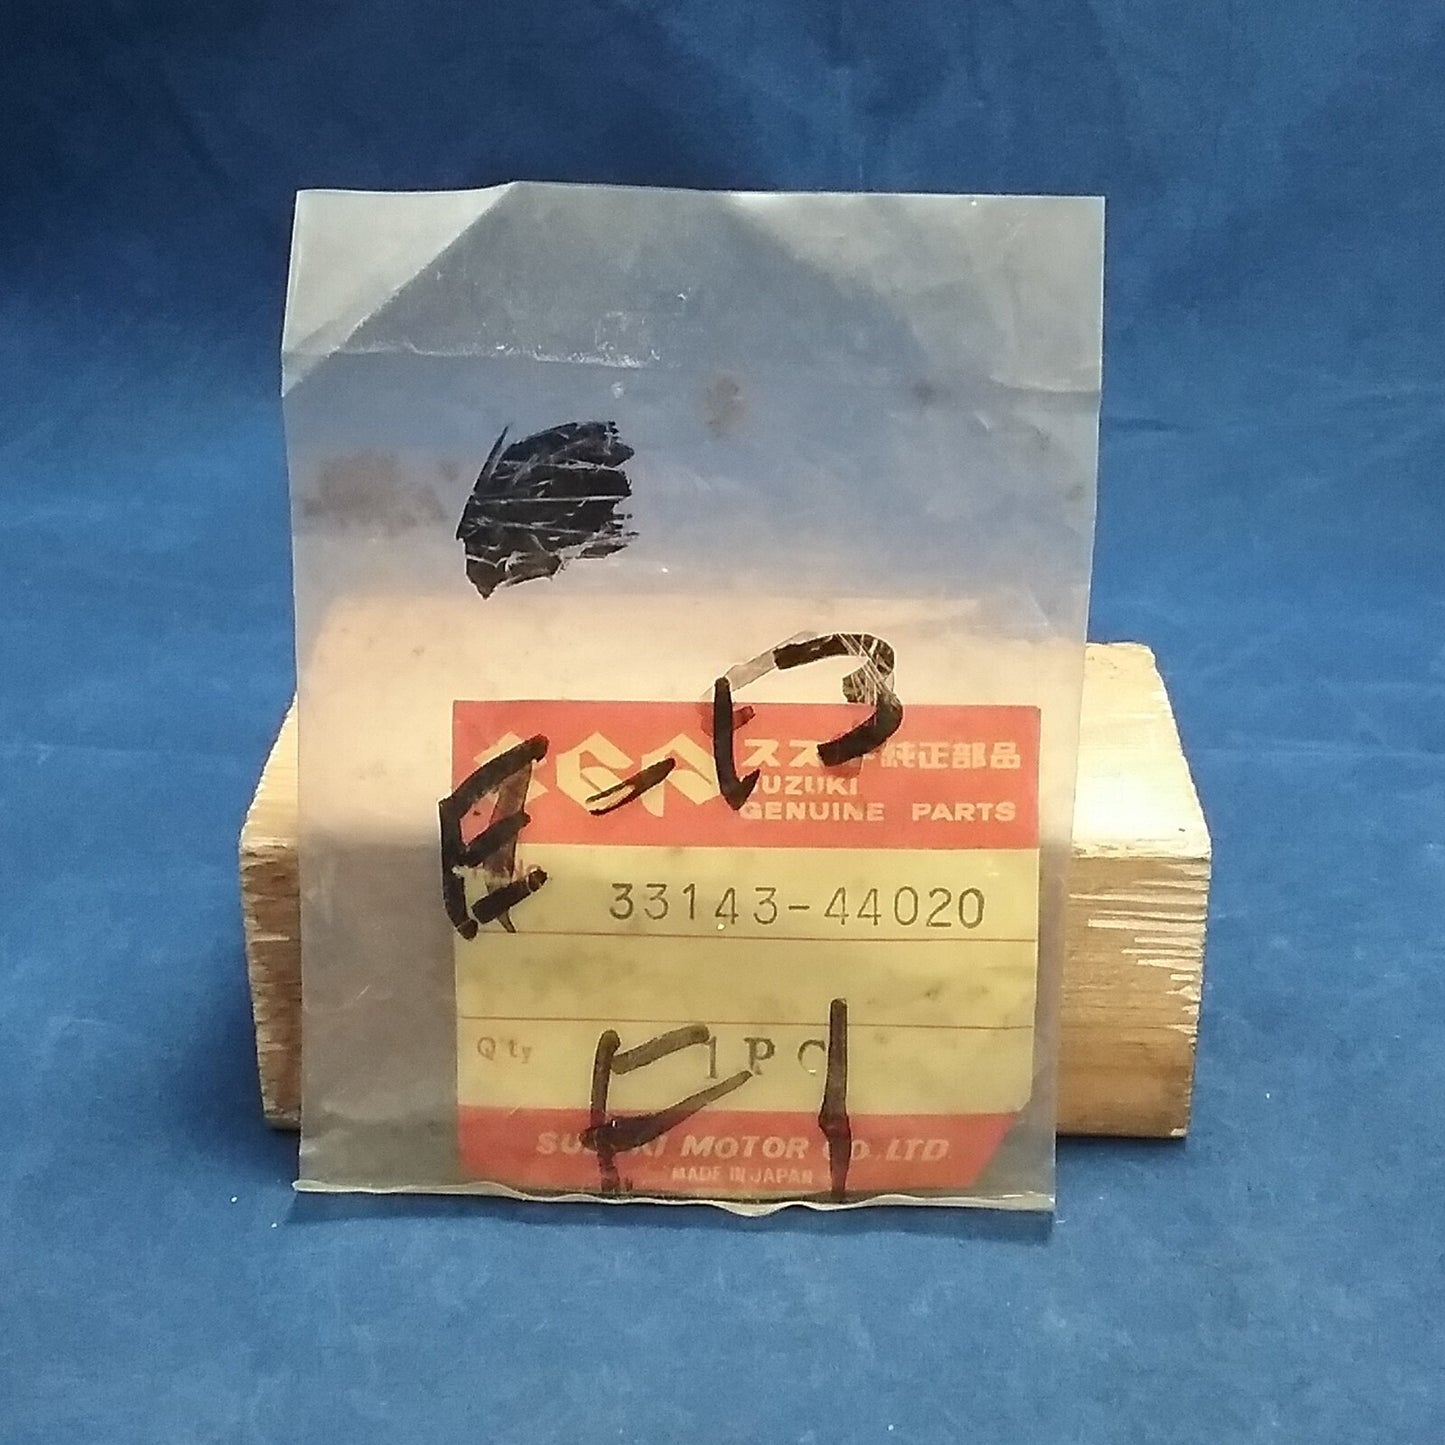 スズキ純正部品
SUZUKI
GENUINE PARTS
33143-44020
Q'ty 1PC
SUZUKI MOTOR CO.,LTD.
MADE IN JAPAN
F1